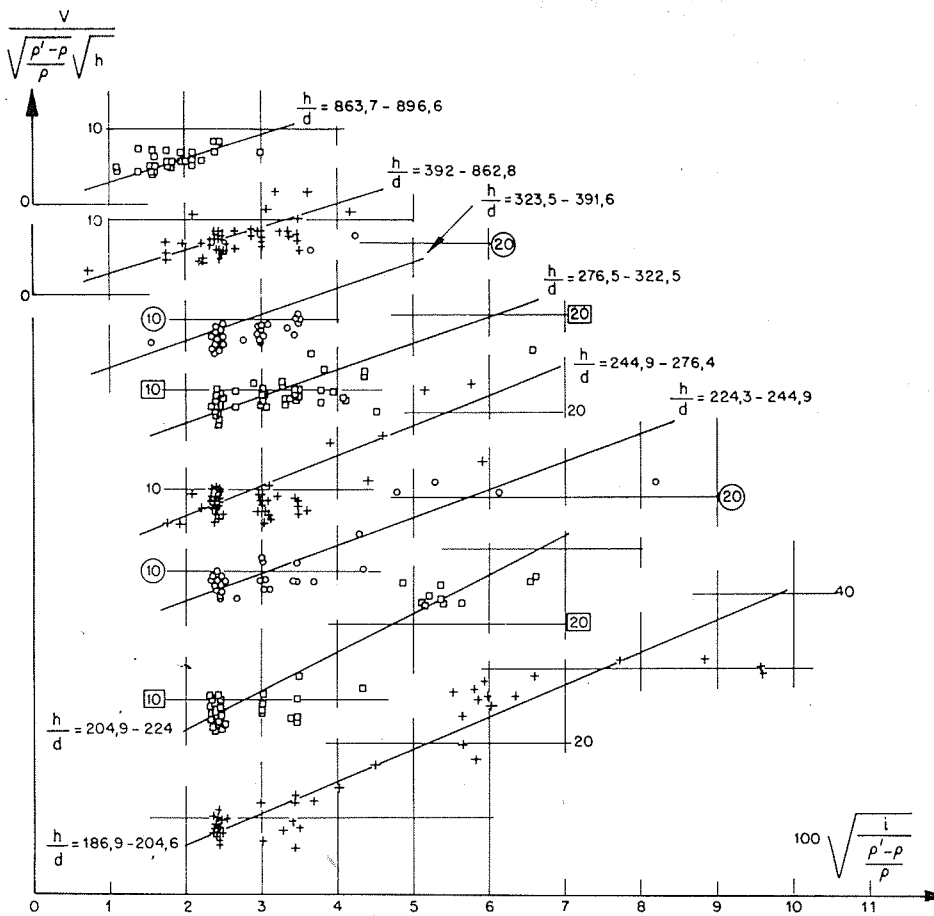 V
√((ρ'-ρ)/ρ) √h
10
h/d = 863,7 - 896,6
0
10
h/d = 392 - 862,8
h/d = 323,5 - 391,6
20
0
h/d = 276,5 - 322,5
10
20
h/d = 244,9 - 276,4
10
20
h/d = 224,3 - 244,9
10
20
10
20
40
10
h/d = 204,9 - 224
20
h/d = 186,9 - 204,6
100 √(i/((ρ'-ρ)/ρ))
0 1 2 3 4 5 6 7 8 9 10 11